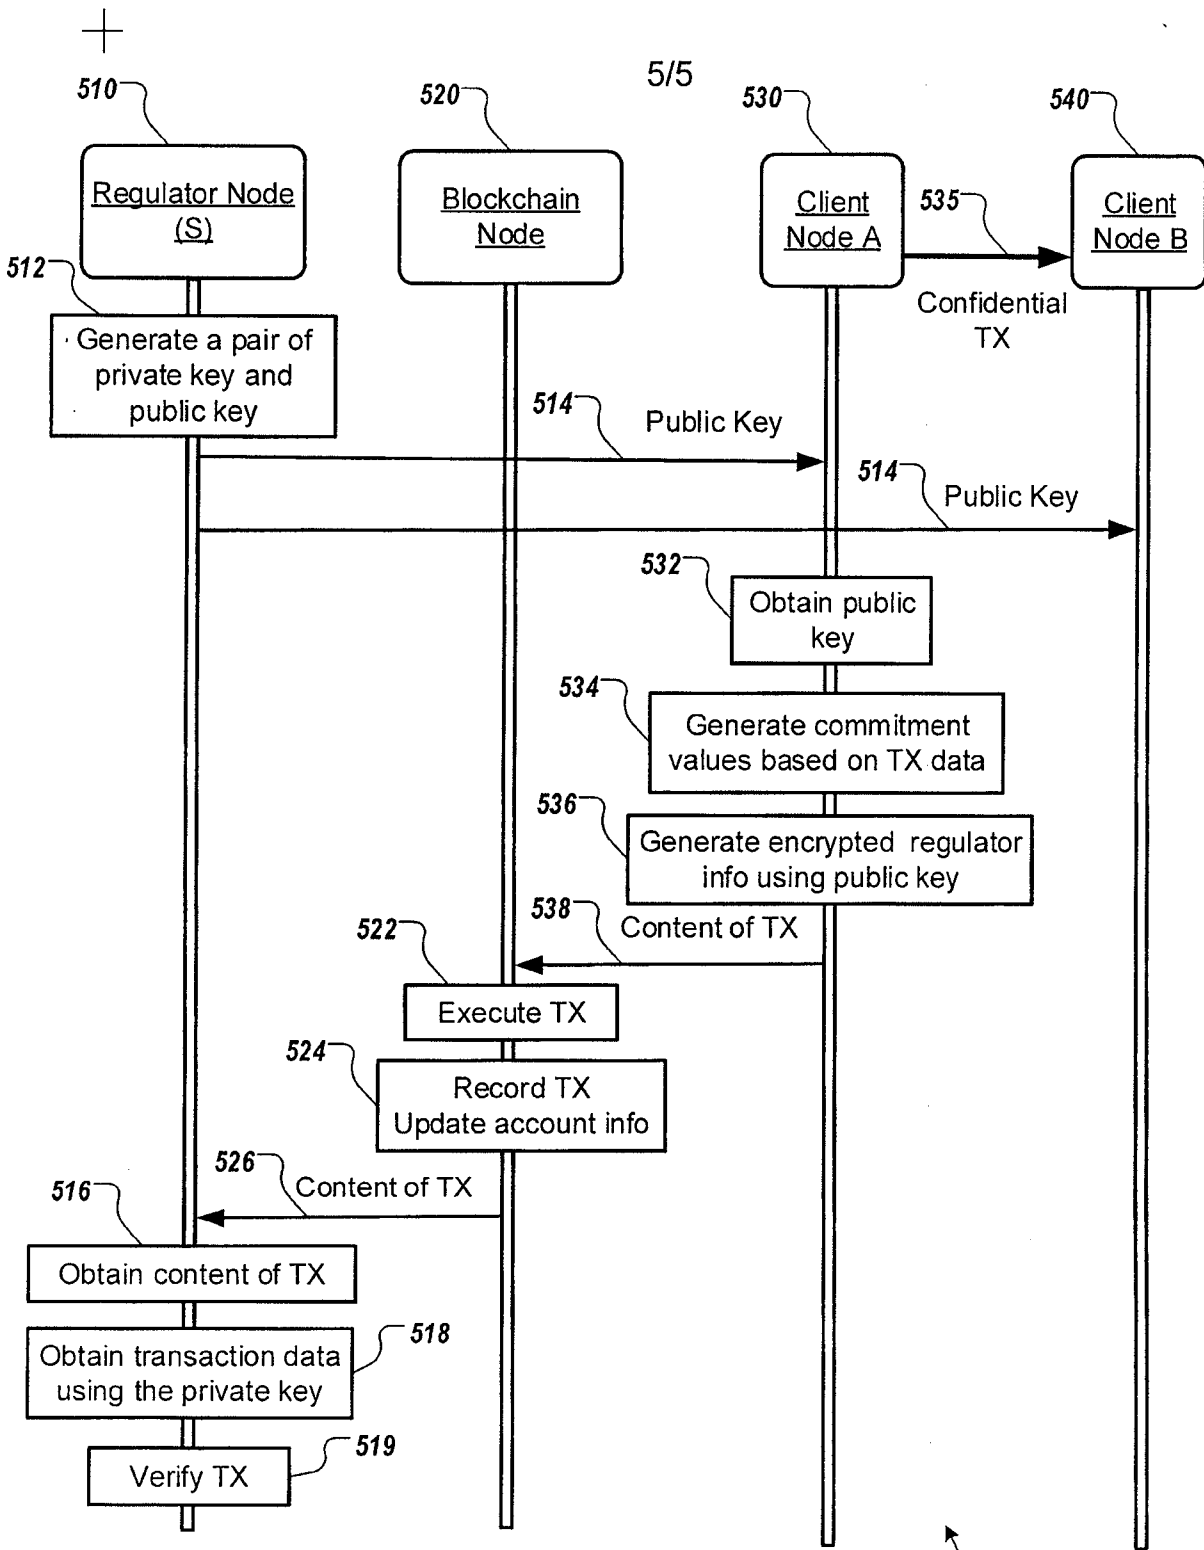 5/5
510
520
530
540
Regulator Node
(S)
Blockchain
Node
Client
Node A
535
Client
Node B
Confidential
TX
512
Generate a pair of
private key and
public key
514
Public Key
514
Public Key
532
Obtain public
key
534
Generate commitment
values based on TX data
536
Generate encrypted regulator
info using public key
538
Content of TX
522
Execute TX
524
Record TX
Update account info
526
Content of TX
516
Obtain content of TX
518
Obtain transaction data
using the private key
519
Verify TX